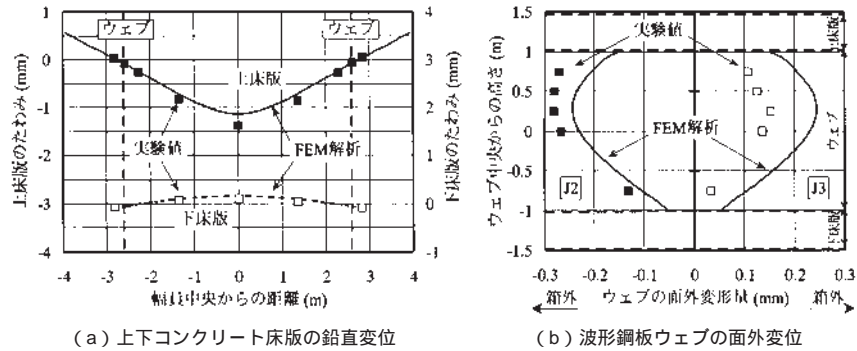 ウェブ
ウェブ
上床版のたわみ (mm)
1
0
-1
-2
-3
-4
上床版
実験値
FEM解析
下床版
4
3
2
1
0
-1
下床版のたわみ (mm)
-4 -3 -2 -1 0 1 2 3 4
幅員中央からの距離 (m)
(a)上下コンクリート床版の鉛直変位
ウェブ中央からの高さ (m)
1.5
1
0.5
0
-0.5
-1
-1.5
実験値
FEM解析
J2
J3
上床版
ウェブ
下床版
-0.3 -0.2 -0.1 0 0.1 0.2 0.3
箱外 ウェブの面外変形量 (mm) 箱外
(b)波形鋼板ウェブの面外変位